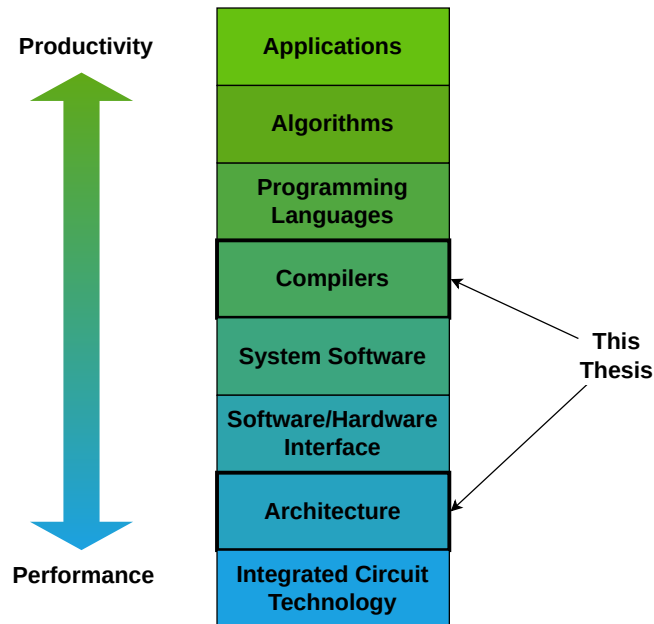 Productivity
Applications
Algorithms
Programming
Languages
Compilers
System Software
This
Thesis
Software/Hardware
Interface
Architecture
Performance
Integrated Circuit
Technology